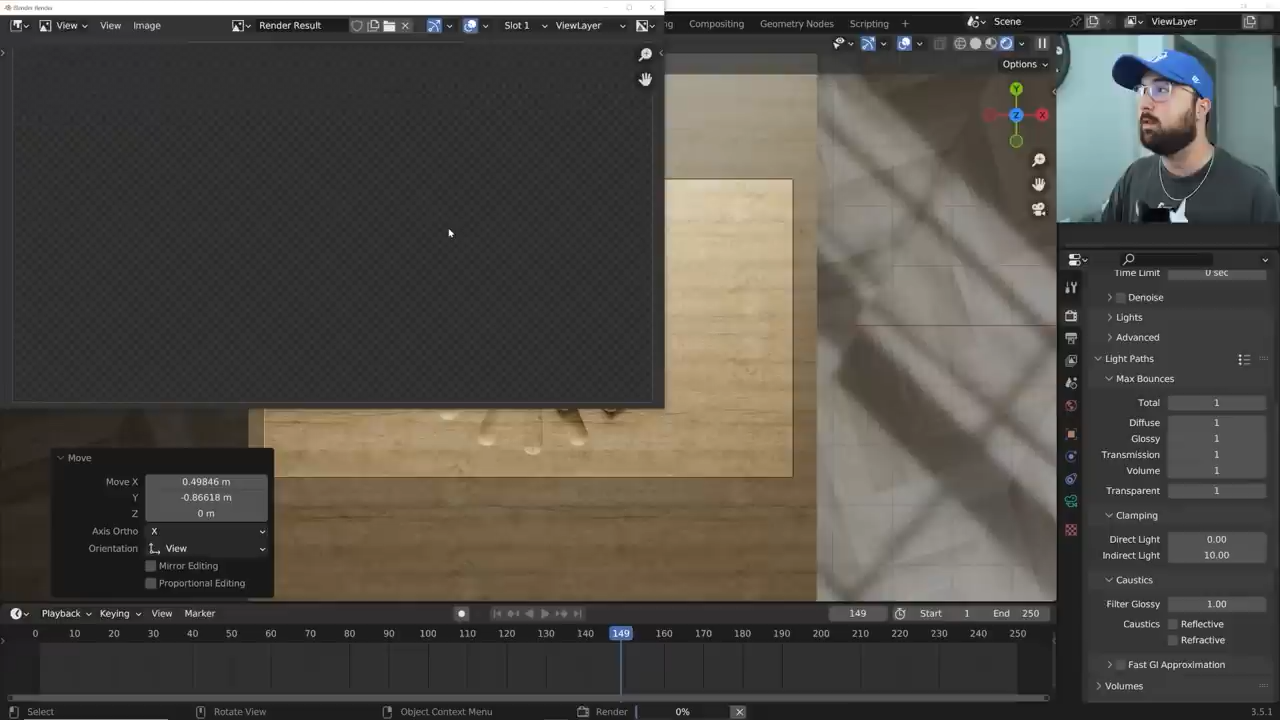 Blender Render
View View Image Render Result Slot 1 ViewLayer
Compositing Geometry Nodes Scripting + Scene ViewLayer
Options
Y
Z X
Time Limit 0 sec
Denoise
Lights
Advanced
Light Paths
Max Bounces
Total 1
Diffuse 1
Glossy 1
Transmission 1
Volume 1
Transparent 1
Clamping
Direct Light 0.00
Indirect Light 10.00
Caustics
Filter Glossy 1.00
Caustics Reflective
Refractive
Fast GI Approximation
Volumes
Move
Move X 0.49846 m
Y -0.86618 m
Z 0 m
Axis Ortho X
Orientation View
Mirror Editing
Proportional Editing
Playback Keying View Marker 149 Start 1 End 250
0 10 20 30 40 50 60 70 80 90 100 110 120 130 140 149 160 170 180 190 200 210 220 230 240 250
Select Rotate View Object Context Menu Render 0% 3.5.1